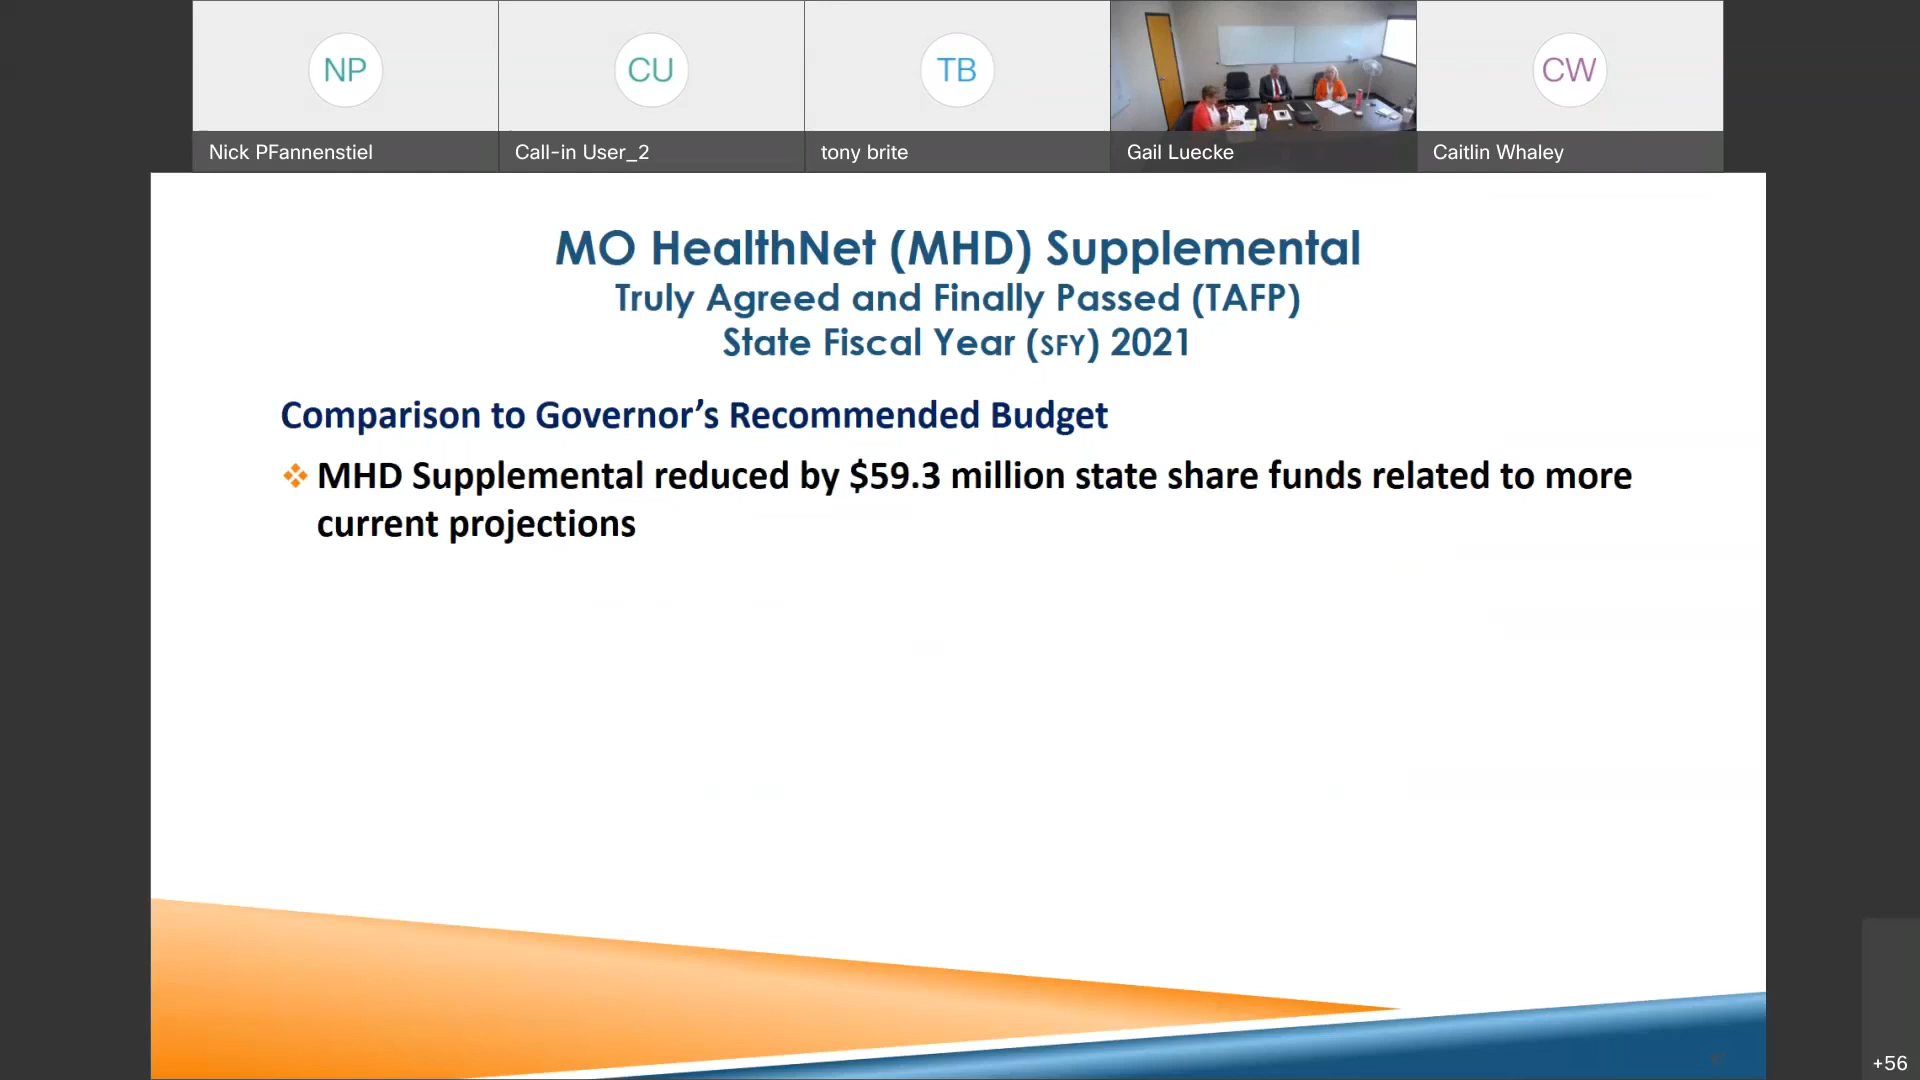 NP
CU
TB
CW
Nick PFannenstiel
Call-in User_2
tony brite
Gail Luecke
Caitlin Whaley
MO HealthNet (MHD) Supplemental
Truly Agreed and Finally Passed (TAFP)
State Fiscal Year (SFY) 2021
Comparison to Governor’s Recommended Budget
❖ MHD Supplemental reduced by $59.3 million state share funds related to more
current projections
+56